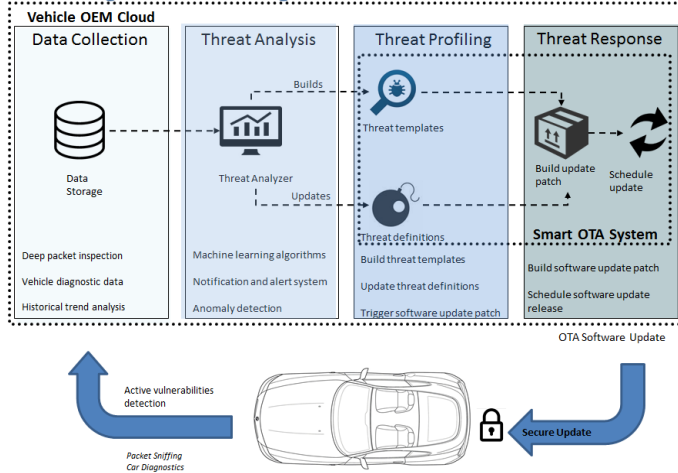 Vehicle OEM Cloud
Data Collection
Threat Analysis
Threat Profiling
Threat Response
Builds
Threat templates
Data
Storage
Threat Analyzer
Updates
Build update
patch
Schedule
update
Threat definitions
Smart OTA System
Deep packet inspection
Vehicle diagnostic data
Historical trend analysis
Machine learning algorithms
Notification and alert system
Anomaly detection
Build threat templates
Update threat definitions
Trigger software update patch
Build software update patch
Schedule software update
release
OTA Software Update
Active vulnerabilities
detection
Secure Update
Packet Sniffing
Car Diagnostics